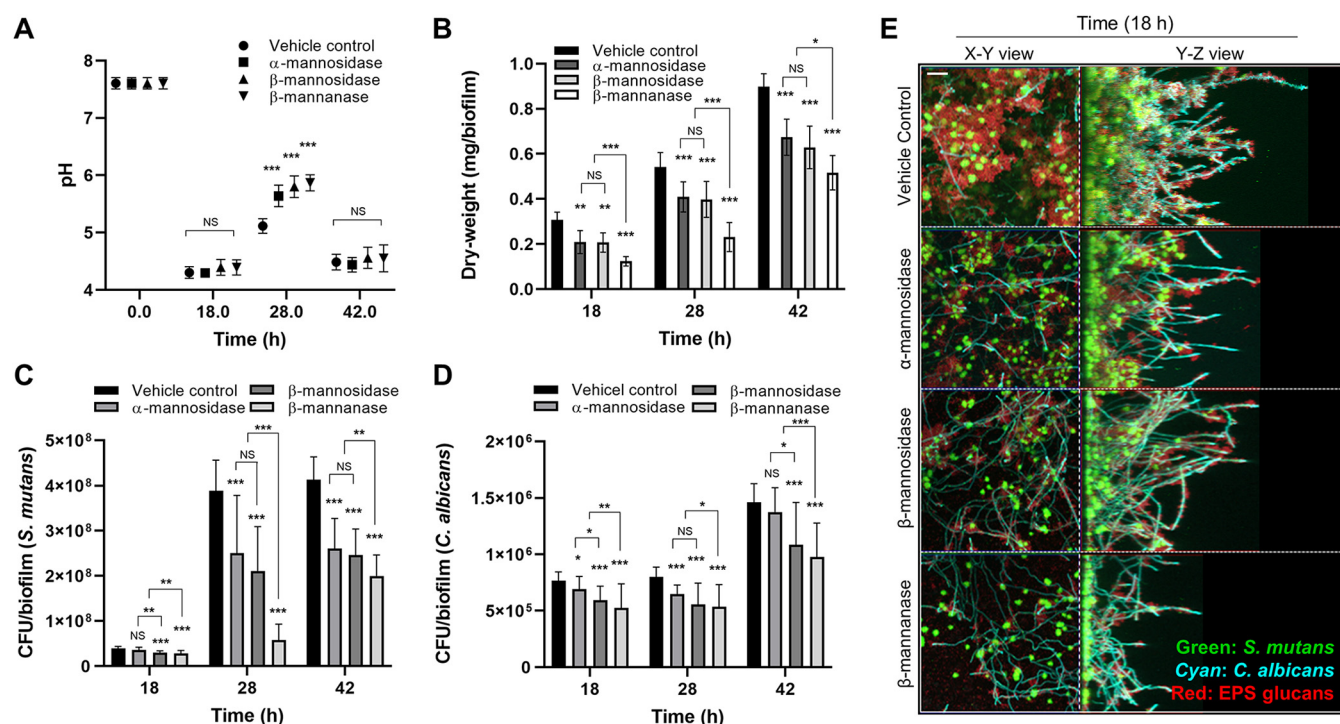 A
Vehicle control
α-mannosidase
β-mannosidase
β-mannanase
pH
8
7
6
5
4
***
***
***
NS
NS
0.0
18.0
28.0
42.0
Time (h)
B
Vehicle control
α-mannosidase
β-mannosidase
β-mannanase
Dry-weight (mg/biofilm)
1.0
0.8
0.6
0.4
0.2
0.0
***
NS
** ** ***
***
NS
*** *** ***
*
NS
*** *** ***
18
28
42
Time (h)
C
Vehicle control
α-mannosidase
β-mannosidase
β-mannanase
CFU/biofilm (S. mutans)
5×10⁸
4×10⁸
3×10⁸
2×10⁸
1×10⁸
0
**
**
NS *** ***
***
NS
*** *** ***
**
NS
*** *** ***
18
28
42
Time (h)
D
Vehicel control
α-mannosidase
β-mannosidase
β-mannanase
CFU/biofilm (C. albicans)
2×10⁶
2×10⁶
1×10⁶
5×10⁵
0
**
*
* *** ***
*
NS
*** *** ***
***
*
NS *** ***
18
28
42
Time (h)
E
Time (18 h)
X-Y view
Y-Z view
Vehicle Control
α-mannosidase
β-mannosidase
β-mannanase
Green: S. mutans
Cyan: C. albicans
Red: EPS glucans